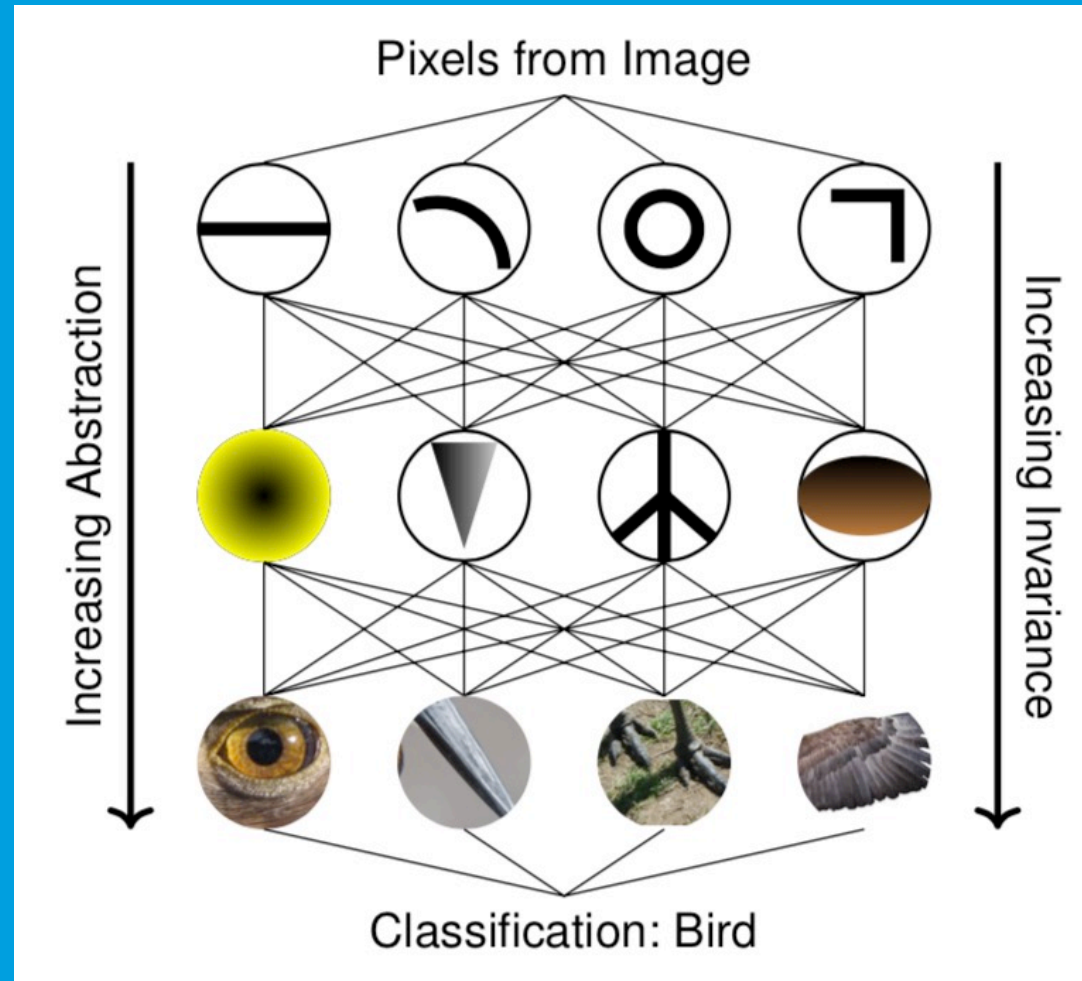 Pixels from Image
Increasing Abstraction
Increasing Invariance
Classification: Bird